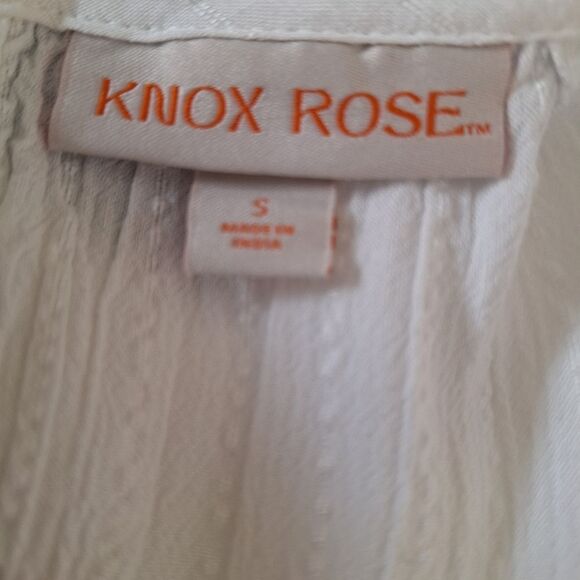 KNOX ROSE™
S
MADE IN
INDIA